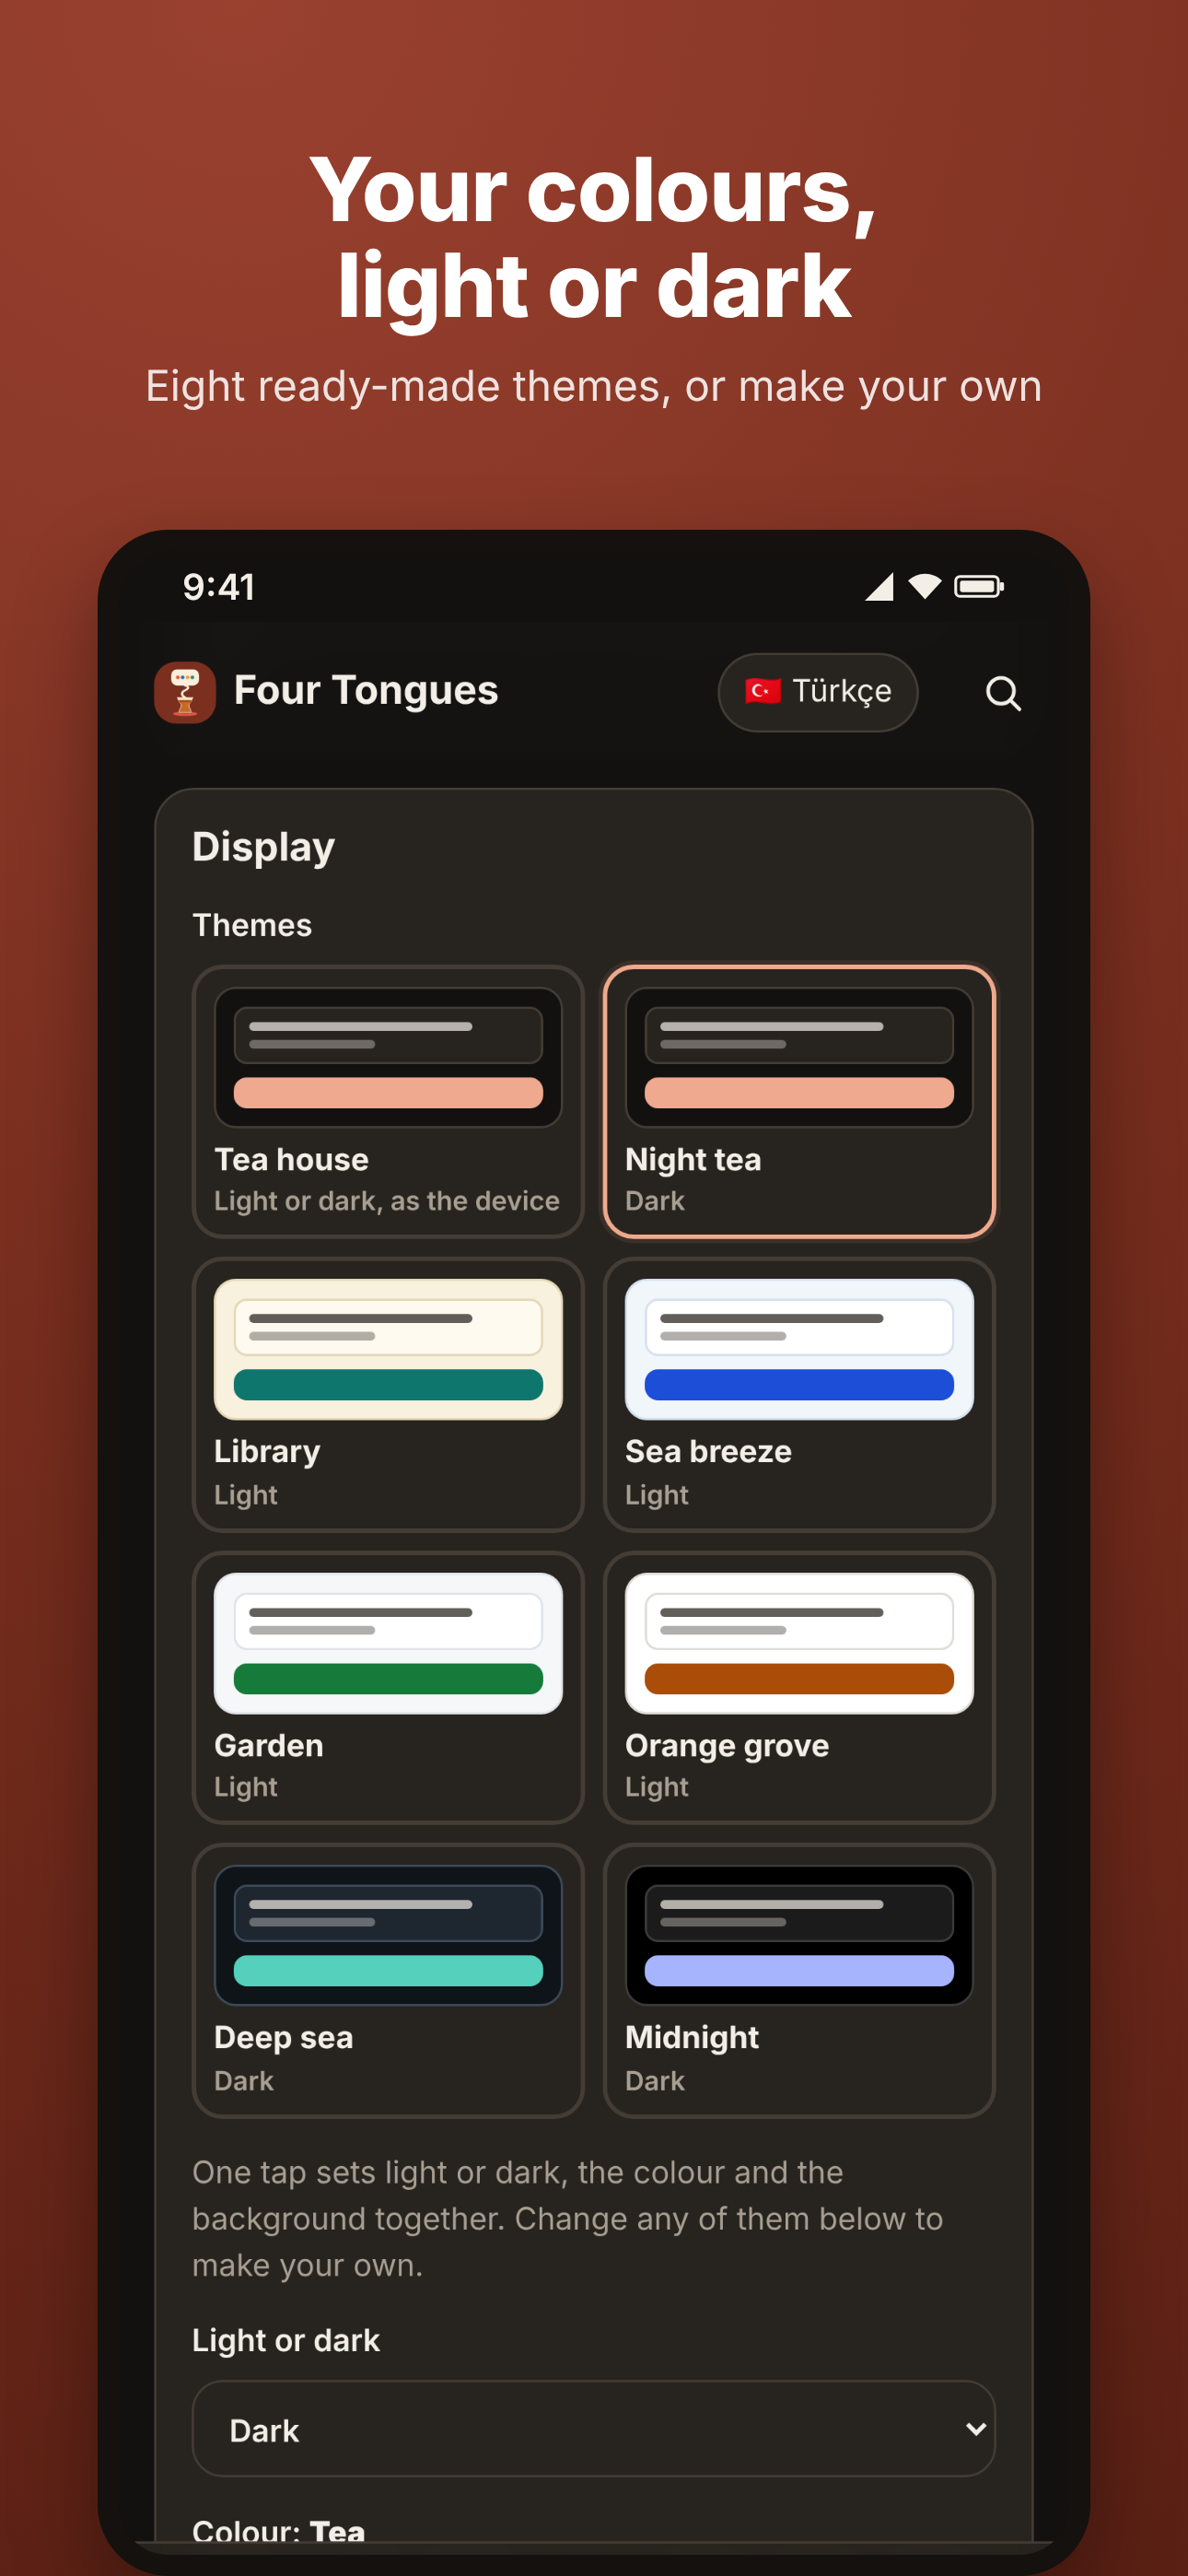 Your colours,
light or dark
Eight ready-made themes, or make your own
9:41
Four Tongues
Türkçe
Display
Themes
Tea house
Light or dark, as the device
Night tea
Dark
Library
Light
Sea breeze
Light
Garden
Light
Orange grove
Light
Deep sea
Dark
Midnight
Dark
One tap sets light or dark, the colour and the
background together. Change any of them below to
make your own.
Light or dark
Dark
Colour: Tea